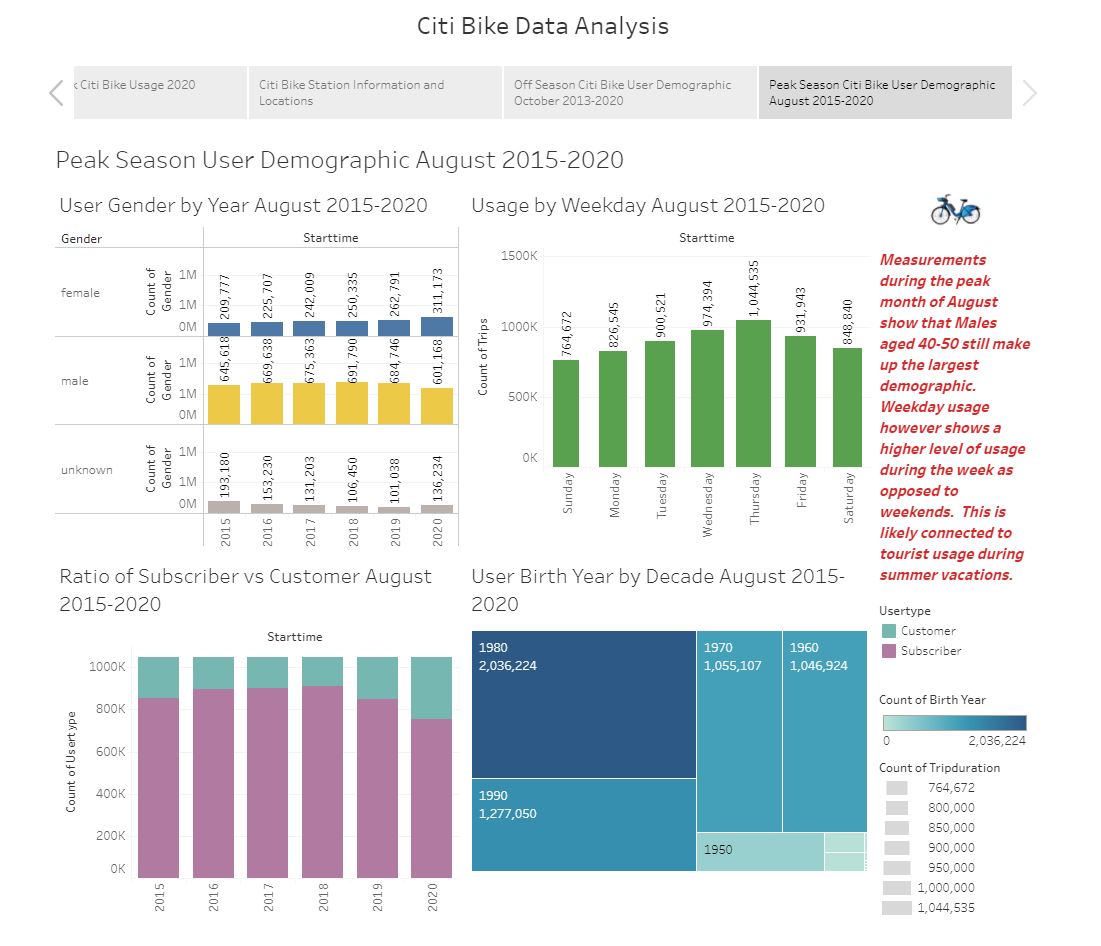 Citi Bike Data Analysis
Citi Bike Usage 2020
Citi Bike Station Information and
Locations
Off Season Citi Bike User Demographic
October 2013-2020
Peak Season Citi Bike User Demographic
August 2015-2020
Peak Season User Demographic August 2015-2020
User Gender by Year August 2015-2020
Gender
Starttime
female
Count of
Gender
1M
1M
0M
209,777
225,707
242,009
250,335
262,791
311,173
male
Count of
Gender
1M
1M
0M
645,618
669,638
675,363
691,790
684,746
601,168
unknown
Count of
Gender
1M
1M
0M
193,180
153,230
131,203
106,450
101,038
136,234
2015
2016
2017
2018
2019
2020
Usage by Weekday August 2015-2020
Starttime
Count of Trips
1500K
1000K
500K
0K
764,672
826,545
900,521
974,394
1,044,535
931,943
848,840
Sunday
Monday
Tuesday
Wednesday
Thursday
Friday
Saturday
Measurements
during the peak
month of August
show that Males
aged 40-50 still make
up the largest
demographic.
Weekday usage
however shows a
higher level of usage
during the week as
opposed to
weekends. This is
likely connected to
tourist usage during
summer vacations.
Ratio of Subscriber vs Customer August
2015-2020
Starttime
Count of Usertype
1000K
800K
600K
400K
200K
0K
2015
2016
2017
2018
2019
2020
User Birth Year by Decade August 2015-
2020
1980
2,036,224
1990
1,277,050
1970
1,055,107
1960
1,046,924
1950
Usertype
Customer
Subscriber
Count of Birth Year
0
2,036,224
Count of Tripduration
764,672
800,000
850,000
900,000
950,000
1,000,000
1,044,535